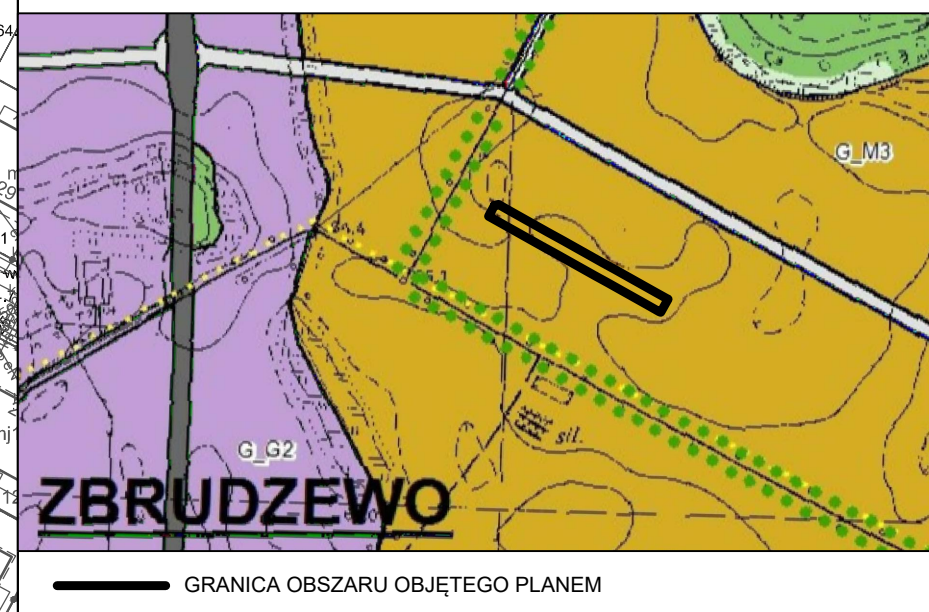 G_M3
G_G2
sil.
ZBRUDZEWO
GRANICA OBSZARU OBJĘTEGO PLANEM